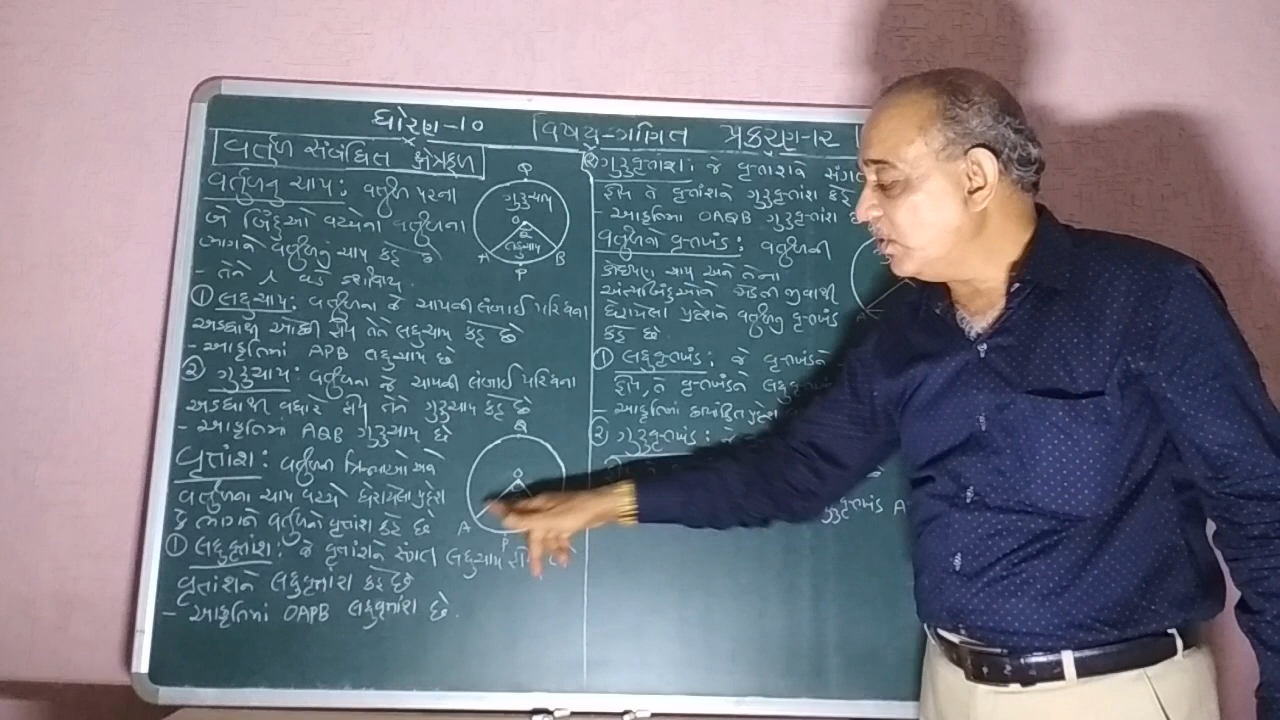 ધોરણ-૧૦ વિષય-ગણિત પ્રકરણ-૧૨
વર્તુળ સંબંધિત ક્ષેત્રફળ
વર્તુળનું ચાપ: વર્તુળ પરના
બે બિંદુઓ વચ્ચેના વર્તુળના
ભાગને વર્તુળનું ચાપ કહે છે
- તેને વડે દર્શાવાય.
① લઘુચાપ: વર્તુળના જે ચાપની લંબાઈ પરિઘના
અડધાથી ઓછી હોય તેને લઘુચાપ કહે છે
- આકૃતિમાં APB લઘુચાપ છે
② ગુરુચાપ: વર્તુળના જે ચાપની લંબાઈ પરિઘના
અડધાથી વધારે હોય તેને ગુરુચાપ કહે છે
- આકૃતિમાં AQB ગુરુચાપ છે
વૃત્તાંશ: વર્તુળની ત્રિજ્યાઓ અને
વર્તુળના ચાપ વચ્ચે ઘેરાયેલા પ્રદેશ
કે ભાગને વર્તુળનો વૃત્તાંશ કહે છે
① લઘુવૃત્તાંશ: જે વૃત્તાંશને સંગત લઘુચાપ હોય
વૃત્તાંશને લઘુવૃત્તાંશ કહે છે
- આકૃતિમાં OAPB લઘુવૃત્તાંશ છે.
Q
ગુરુચાપ
O
લઘુચાપ
A B
P
Q
O
A
P
② ગુરુવૃત્તાંશ: જે વૃત્તાંશને સંગત
હોય તે વૃત્તાંશને ગુરુવૃત્તાંશ કહે
- આકૃતિમાં OAQB ગુરુવૃત્તાંશ
વર્તુળનો વૃત્તખંડ: વર્તુળની
કોઇપણ ચાપ અને તેના
અંત્યબિંદુઓને જોડતી જીવાથી
ઘેરાયેલા પ્રદેશને વર્તુળનું વૃત્તખંડ
કહે છે.
① લઘુવૃત્તખંડ: જે વૃત્તખંડને
હોય, તે વૃત્તખંડને લઘુવૃત્તખંડ
- આકૃતિમાં છાયાંકિત પ્રદેશ
② ગુરુવૃત્તખંડ:
ગુરુવૃત્તખંડ A
A